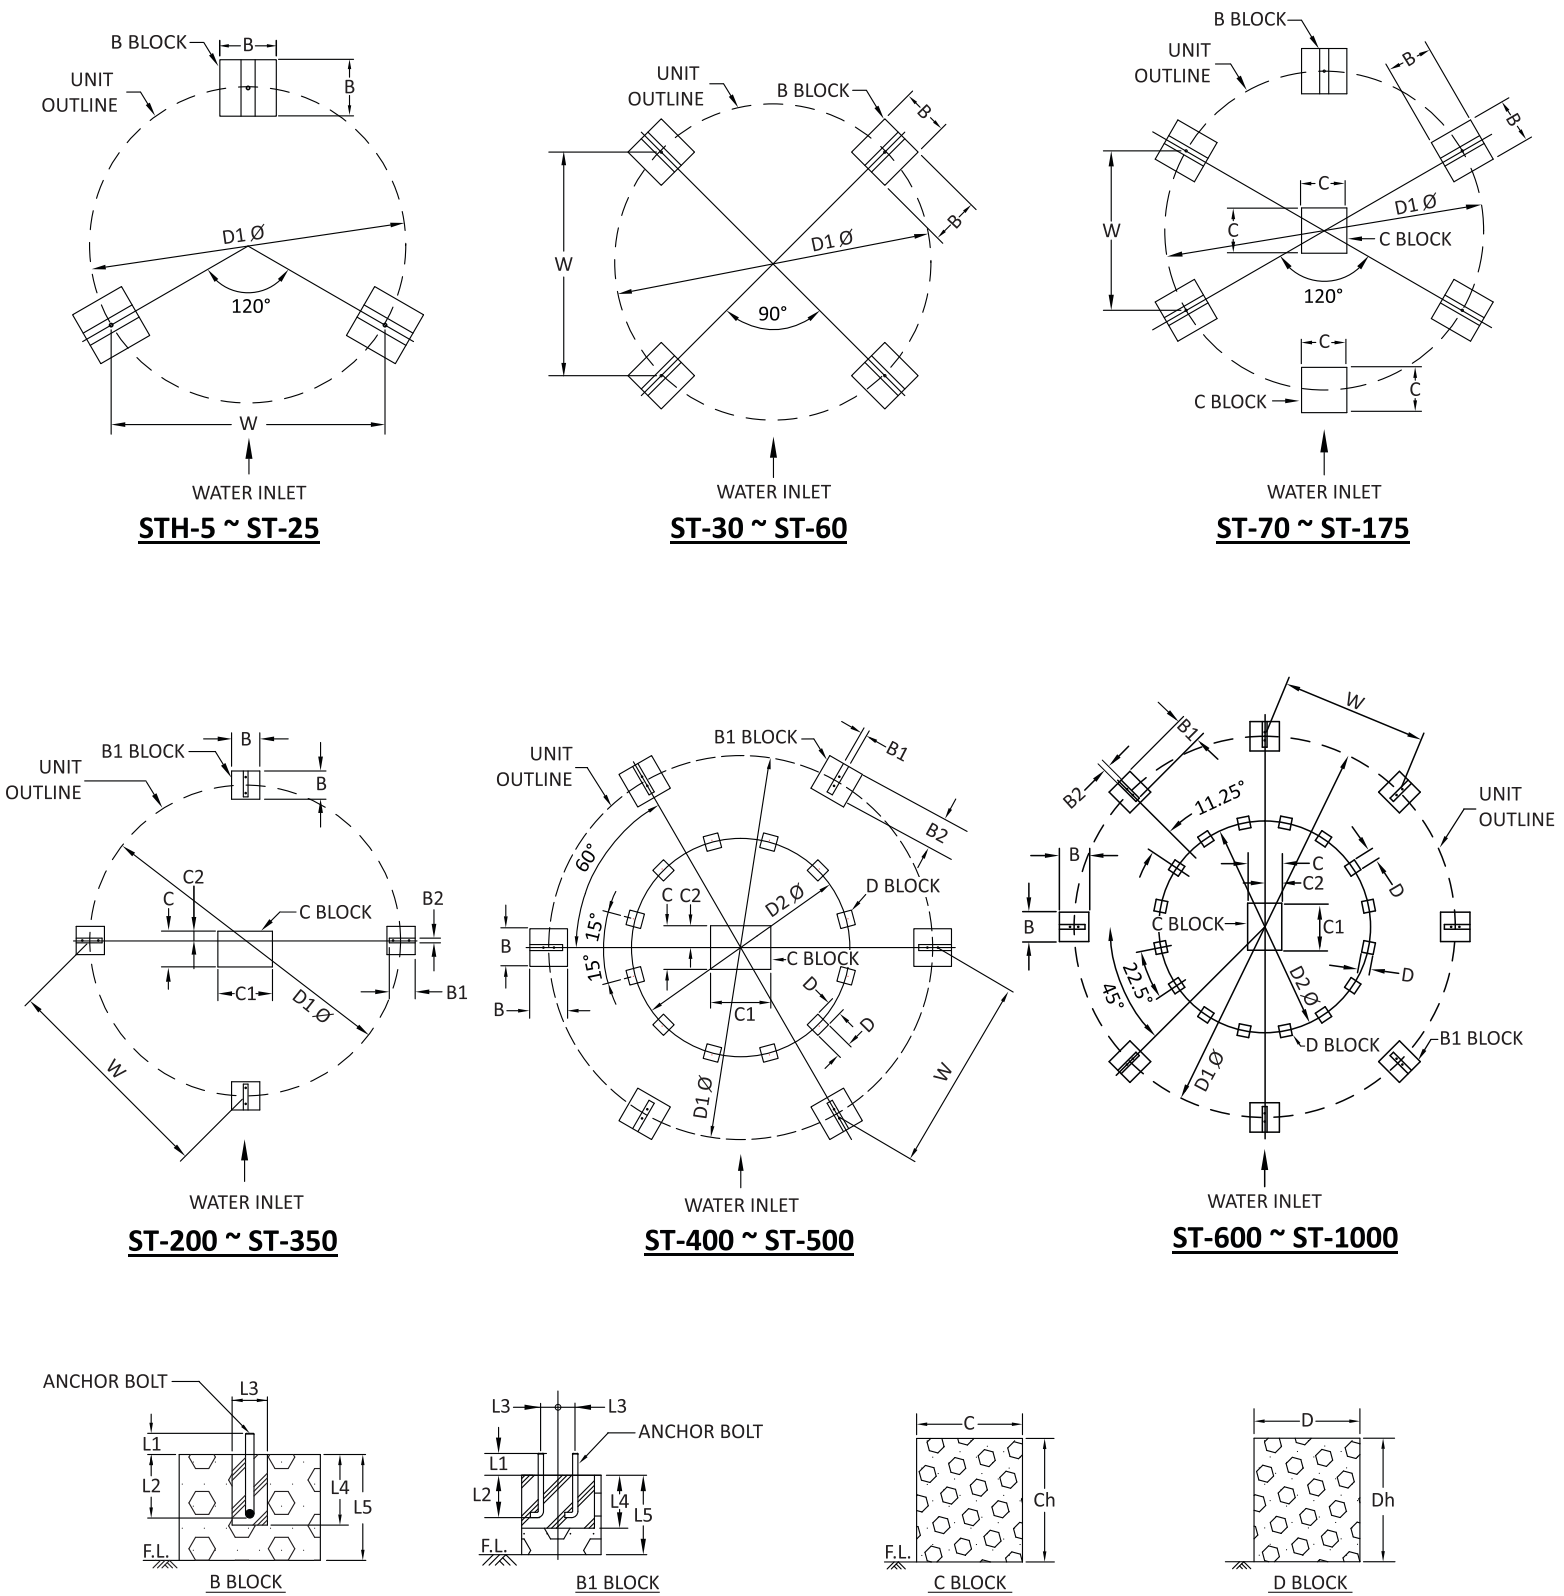 B BLOCK
B
B
UNIT
OUTLINE
D1 Ø
120°
W
WATER INLET
STH-5 ~ ST-25
UNIT
OUTLINE
B BLOCK
B
B
W
D1 Ø
90°
WATER INLET
ST-30 ~ ST-60
B BLOCK
UNIT
OUTLINE
B
B
C
C
D1 Ø
W
C BLOCK
120°
C
C
C BLOCK
WATER INLET
ST-70 ~ ST-175
B
B1 BLOCK
B
UNIT
OUTLINE
C2
C
C BLOCK
B2
B1
C1
D1 Ø
W
WATER INLET
ST-200 ~ ST-350
B1 BLOCK
B1
UNIT
OUTLINE
B2
60°
D BLOCK
D2 Ø
C
C2
15°
15°
B
B
C BLOCK
C1
D
D
W
D1 Ø
WATER INLET
ST-400 ~ ST-500
W
B1
B2
11.25°
UNIT
OUTLINE
B
C
C2
D
B
C BLOCK
C1
22.5°
45°
D2 Ø
D
D BLOCK
B1 BLOCK
D1 Ø
WATER INLET
ST-600 ~ ST-1000
ANCHOR BOLT
L3
L1
L2
L4
L5
F.L.
B BLOCK
L3
L3
ANCHOR BOLT
L1
L2
L4
L5
F.L.
B1 BLOCK
C
Ch
F.L.
C BLOCK
D
Dh
D BLOCK